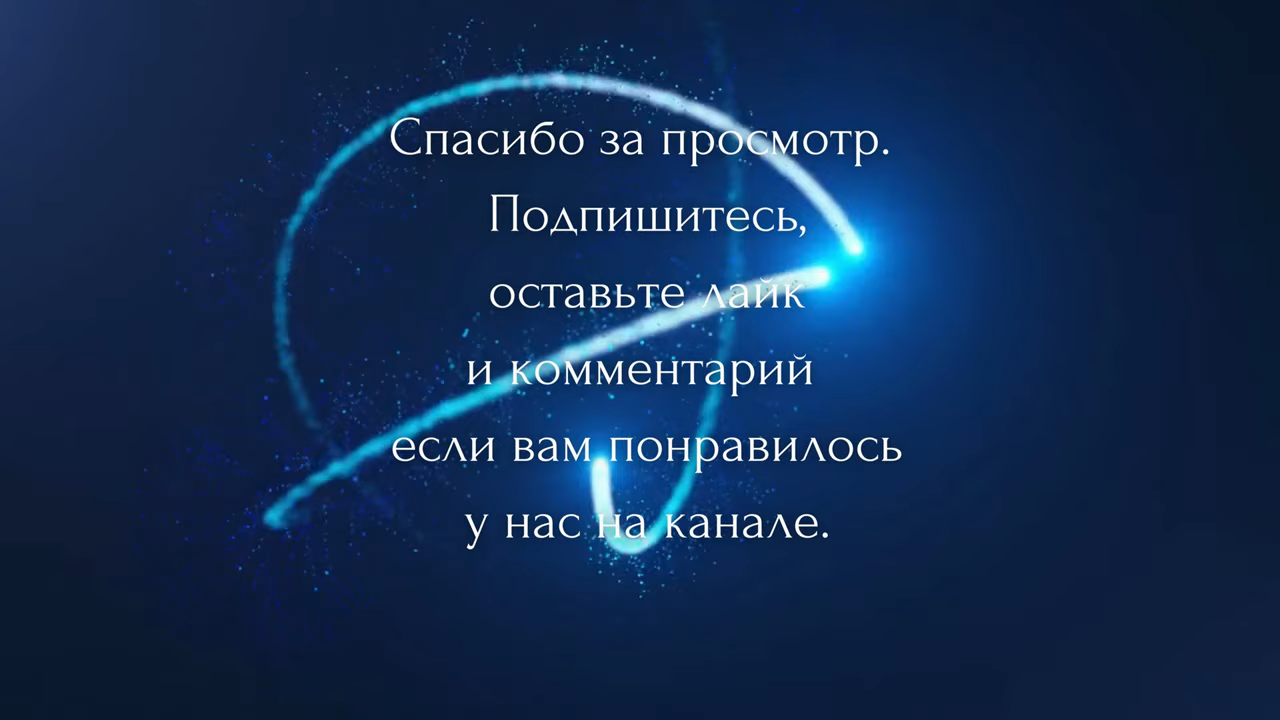 Спасибо за просмотр.
Подпишитесь,
оставьте лайк
и комментарий
если вам понравилось
у нас на канале.